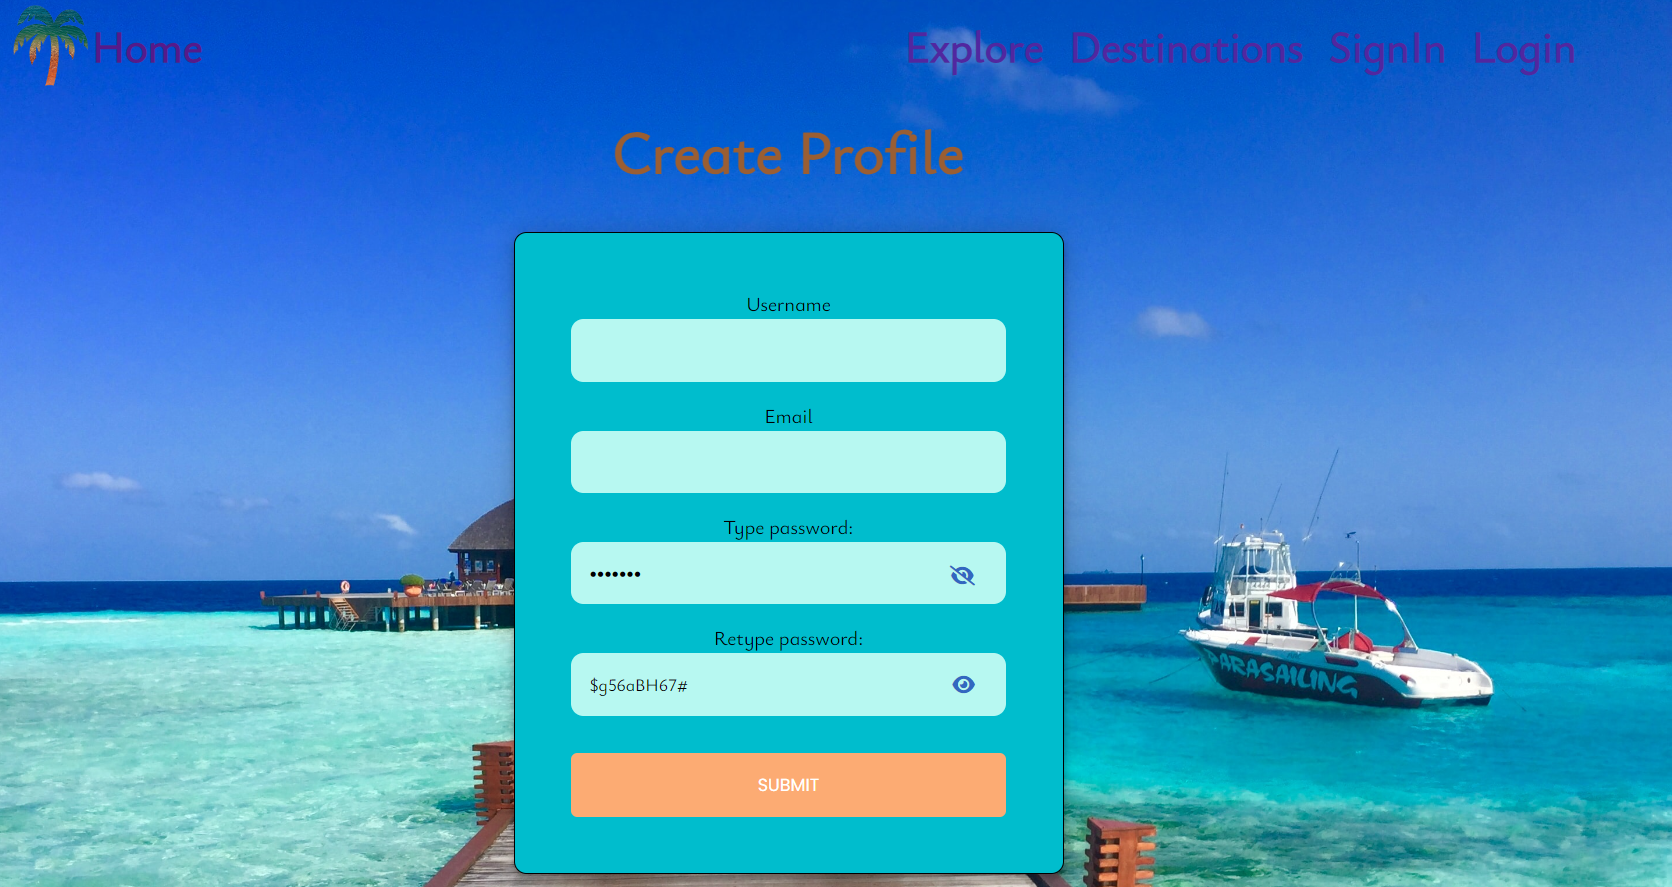 Home Explore Destinations SignIn Login
Create Profile
Username
Email
Type password:
•••••••
Retype password:
$g56aBH67#
SUBMIT
PARASAILING